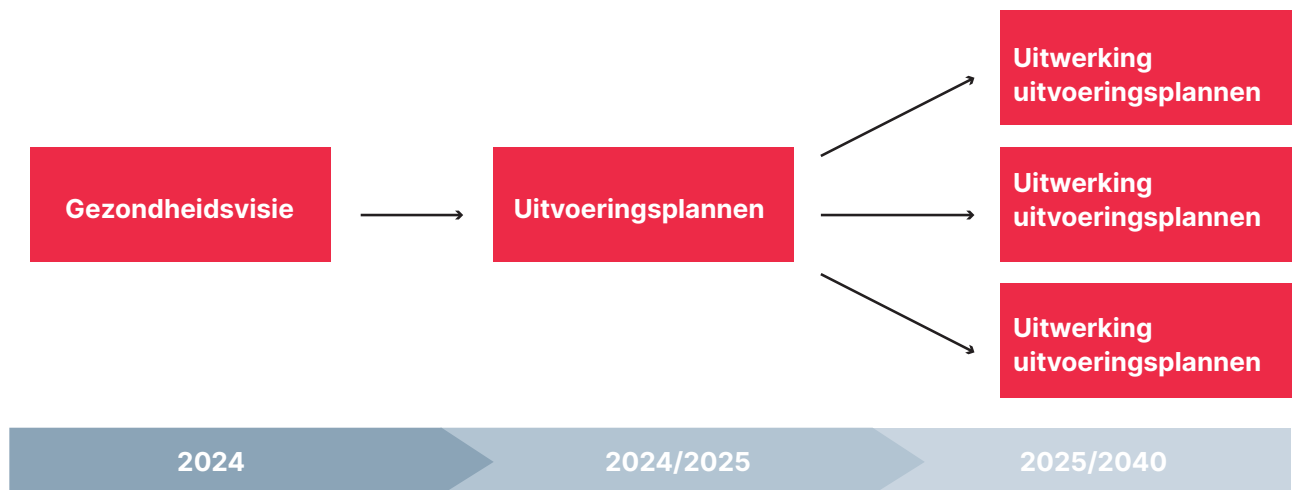 Gezondheidsvisie
Uitvoeringsplannen
Uitwerking
uitvoeringsplannen
Uitwerking
uitvoeringsplannen
Uitwerking
uitvoeringsplannen
2024
2024/2025
2025/2040